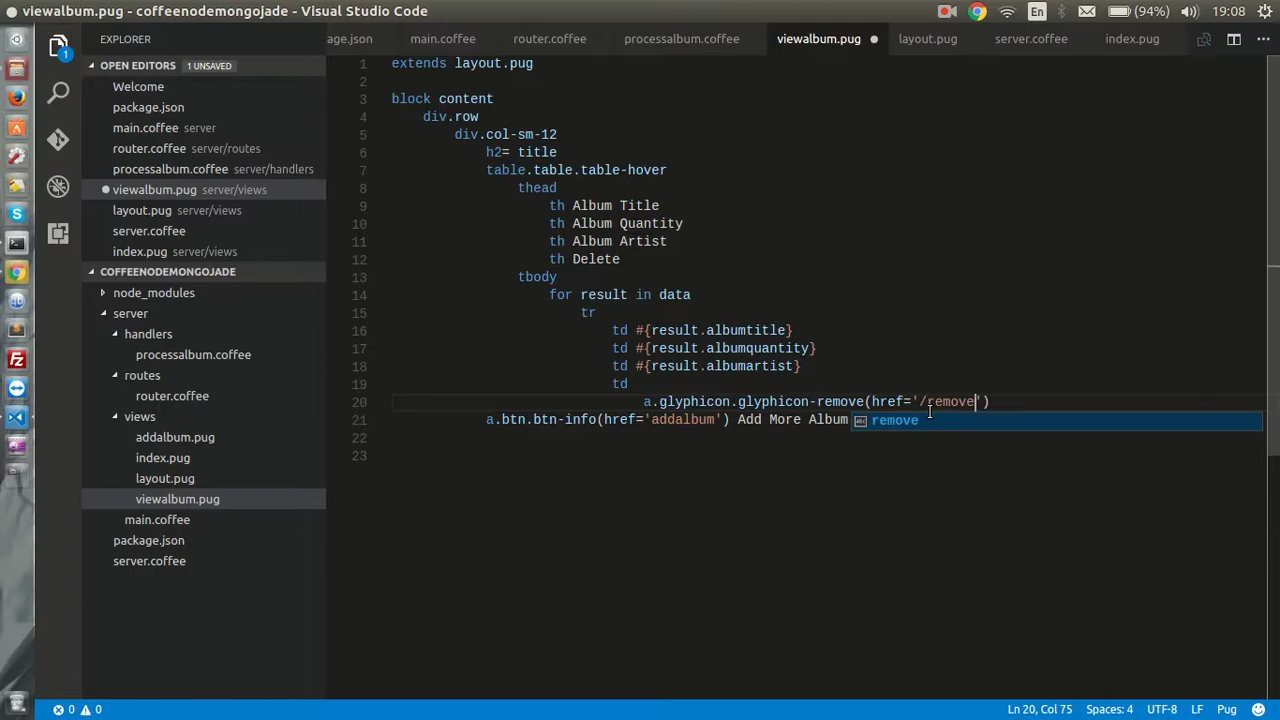 viewalbum.pug - coffeenodemongojade - Visual Studio Code
En
(94%)
19:08
EXPLORER
age.json
main.coffee
router.coffee
processalbum.coffee
viewalbum.pug
layout.pug
server.coffee
index.pug
OPEN EDITORS 1 UNSAVED
Welcome
package.json
main.coffee server
router.coffee server/routes
processalbum.coffee server/handlers
viewalbum.pug server/views
layout.pug server/views
server.coffee
index.pug server/views
COFFEENODEMONGOJADE
node_modules
server
handlers
processalbum.coffee
routes
router.coffee
views
addalbum.pug
index.pug
layout.pug
viewalbum.pug
main.coffee
package.json
server.coffee
1
1 extends layout.pug
2
3 block content
4 div.row
5 div.col-sm-12
6 h2= title
7 table.table.table-hover
8 thead
9 th Album Title
10 th Album Quantity
11 th Album Artist
12 th Delete
13 tbody
14 for result in data
15 tr
16 td #{result.albumtitle}
17 td #{result.albumquantity}
18 td #{result.albumartist}
19 td
20 a.glyphicon.glyphicon-remove(href='/remove')
21 a.btn.btn-info(href='addalbum') Add More Album
abc remove
22
23
0 0
Ln 20, Col 75
Spaces: 4
UTF-8
LF
Pug